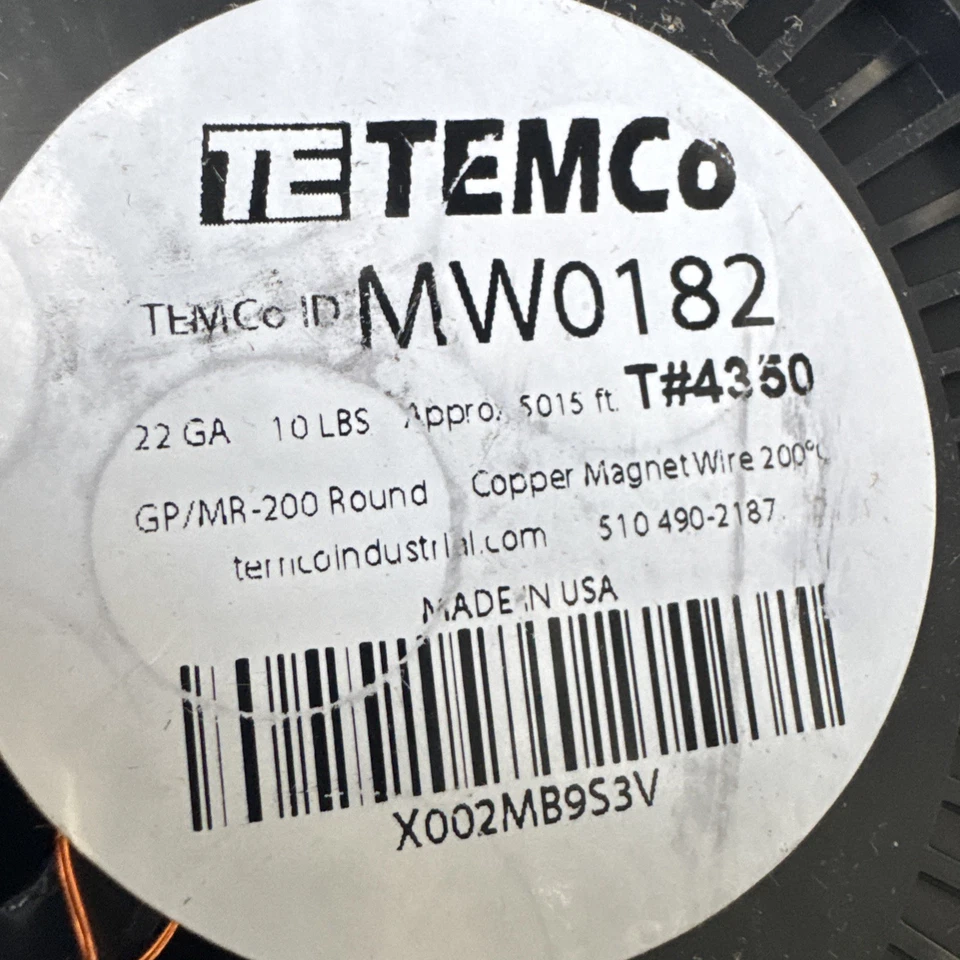 TE TEMCo
TEMCo ID MW0182
22 GA 10 LBS Appro. 5015 ft. T#4350
GP/MR-200 Round Copper Magnet Wire 200°C
temcoindustrial.com 510 490-2187
MADE IN USA
X002MB9S3V